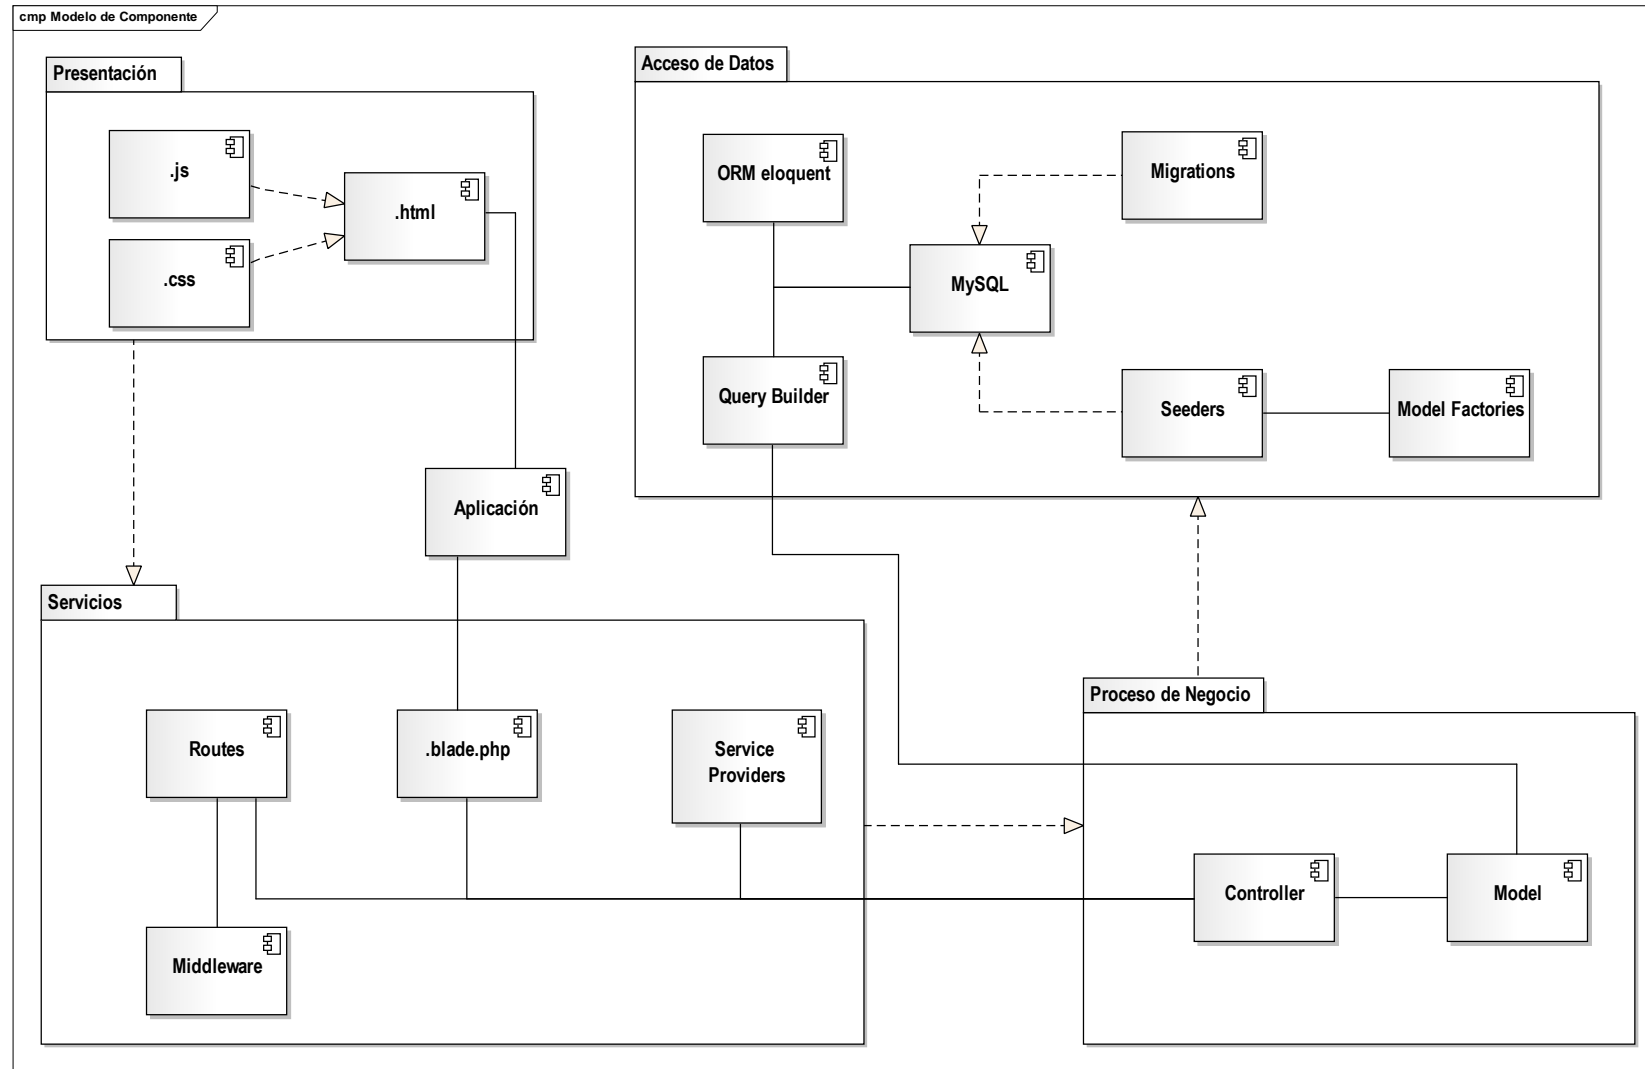 cmp Modelo de Componente
Presentación
.js
.html
.css
Acceso de Datos
ORM eloquent
Migrations
MySQL
Query Builder
Seeders
Model Factories
Aplicación
Servicios
Routes
.blade.php
Service
Providers
Middleware
Proceso de Negocio
Controller
Model